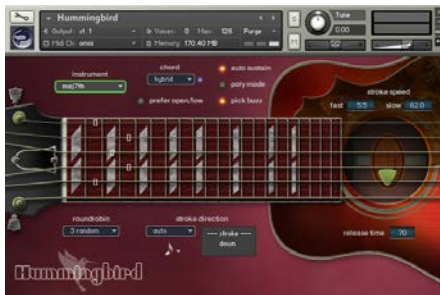 Hummingbird
Output: st. 1
Voices: 0 Max: 128 Purge
Midi Ch: omni
Memory: 170.40 MB
S
M
Tune
0.00
instrument
maj7th
chord
hybrid
prefer open/low
auto sustain
poly mode
pick buzz
stroke speed
fast 5.5 slow 62.0
roundrobin
3 random
stroke direction
auto
--- stroke
down
release time 70
Hummingbird